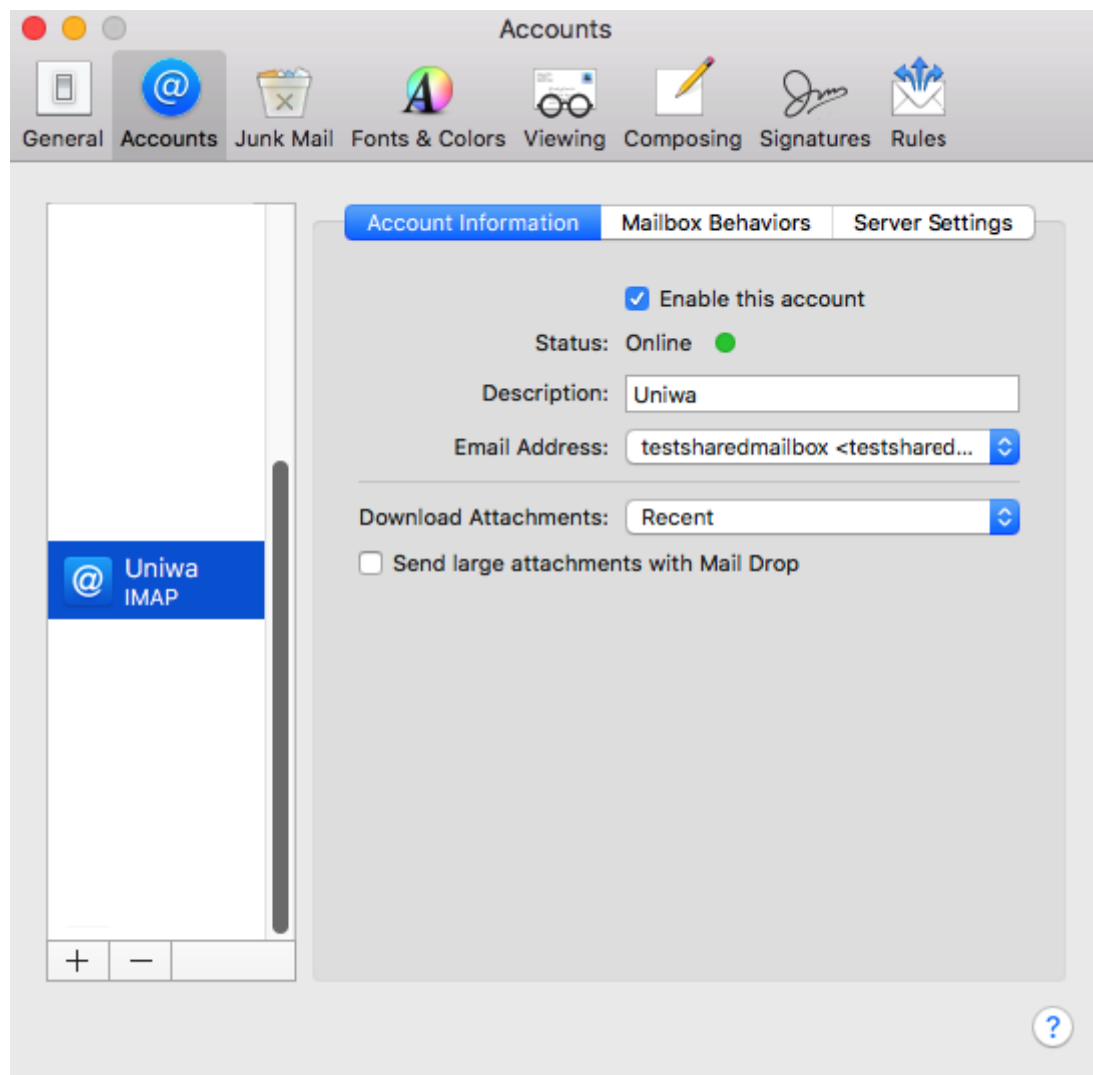 Accounts
General Accounts Junk Mail Fonts & Colors Viewing Composing Signatures Rules
Account Information Mailbox Behaviors Server Settings
Enable this account
Status: Online
Description: Uniwa
Email Address: testsharedmailbox <testshared...
Download Attachments: Recent
Send large attachments with Mail Drop
Uniwa
IMAP